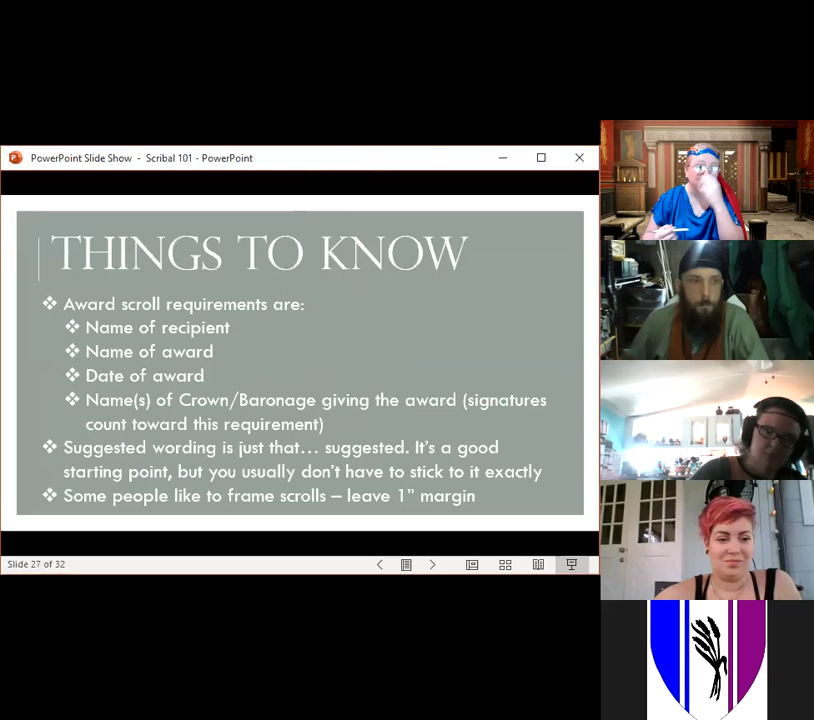 PowerPoint Slide Show - Scribal 101 - PowerPoint
THINGS TO KNOW
❖ Award scroll requirements are:
❖ Name of recipient
❖ Name of award
❖ Date of award
❖ Name(s) of Crown/Baronage giving the award (signatures
count toward this requirement)
❖ Suggested wording is just that... suggested. It's a good
starting point, but you usually don't have to stick to it exactly
❖ Some people like to frame scrolls – leave 1” margin
Slide 27 of 32